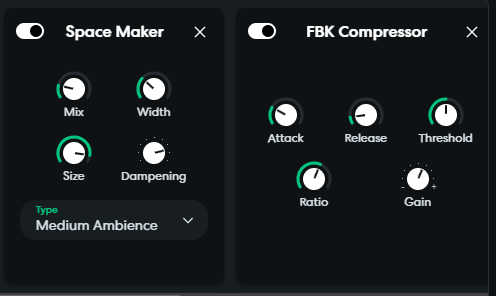 Space Maker
Mix
Width
Size
Dampening
Type
Medium Ambience
FBK Compressor
Attack
Release
Threshold
Ratio
Gain
- +